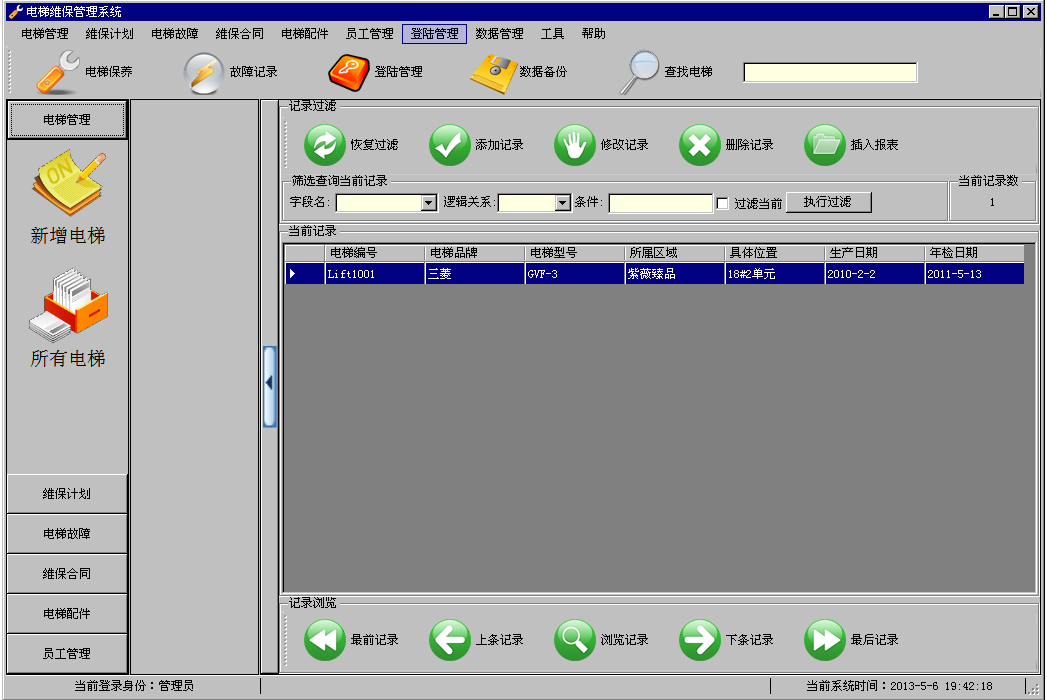 电梯维保管理系统
电梯管理 维保计划 电梯故障 维保合同 电梯配件 员工管理 登陆管理 数据管理 工具 帮助
电梯保养 故障记录 登陆管理 数据备份 查找电梯
电梯管理
ON
新增电梯
所有电梯
维保计划
电梯故障
维保合同
电梯配件
员工管理
记录过滤
恢复过滤 添加记录 修改记录 删除记录 插入报表
筛选查询当前记录 当前记录数
字段名: 逻辑关系: 条件: 过滤当前 执行过滤 1
当前记录
电梯编号 电梯品牌 电梯型号 所属区域 具体位置 生产日期 年检日期
Lift1001 三菱 GVF-3 紫薇臻品 18#2单元 2010-2-2 2011-5-13
记录浏览
最前记录 上条记录 浏览记录 下条记录 最后记录
当前登录身份：管理员 当前系统时间：2013-5-6 19:42:18